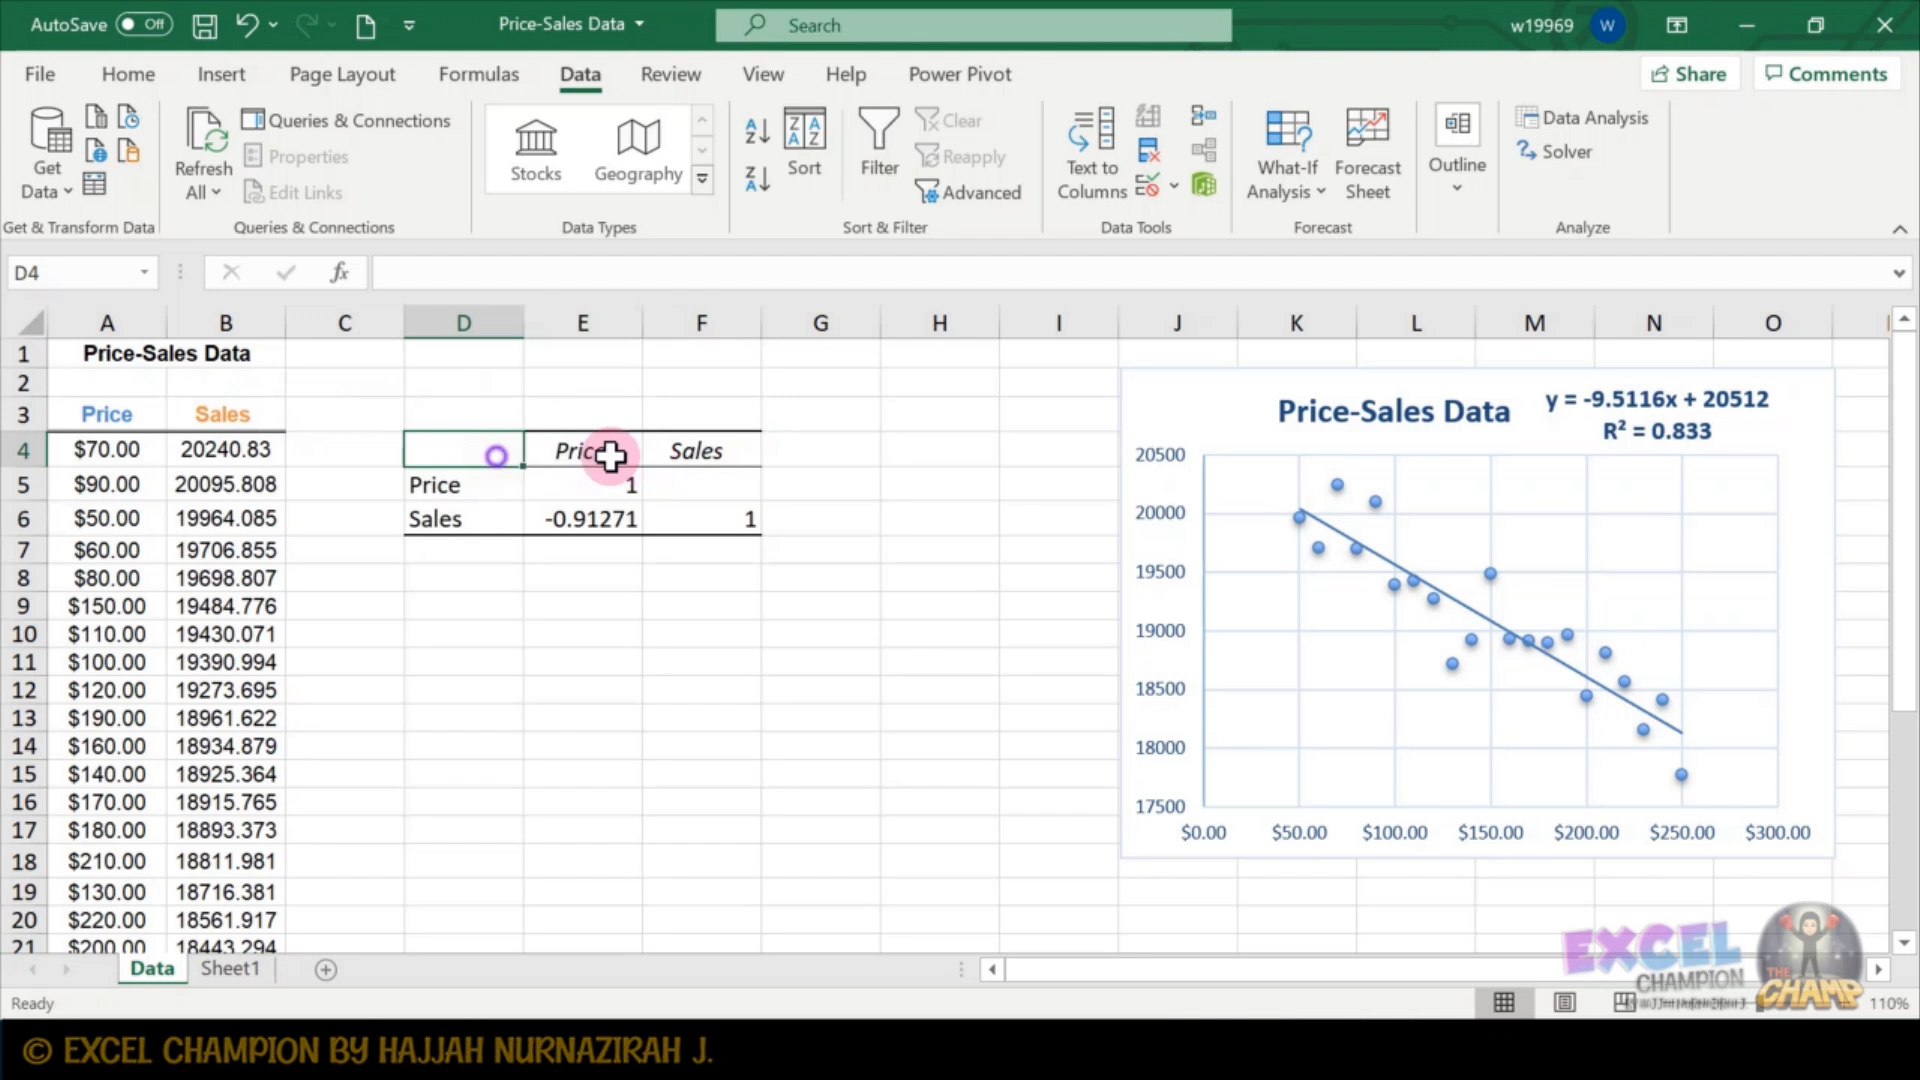 AutoSave Off Price-Sales Data Search w19969 W
File Home Insert Page Layout Formulas Data Review View Help Power Pivot Share Comments
Get Data
Refresh All
Queries & Connections
Properties
Edit Links
Stocks
Geography
Sort
Filter
Clear
Reapply
Advanced
Text to Columns
What-If Analysis
Forecast Sheet
Outline
Data Analysis
Solver
Get & Transform Data Queries & Connections Data Types Sort & Filter Data Tools Forecast Analyze
D4 fx
A B C D E F G H I J K L M N O
1 Price-Sales Data
2
3 Price Sales
4 $70.00 20240.83 Price Sales
5 $90.00 20095.808 Price 1
6 $50.00 19964.085 Sales -0.91271 1
7 $60.00 19706.855
8 $80.00 19698.807
9 $150.00 19484.776
10 $110.00 19430.071
11 $100.00 19390.994
12 $120.00 19273.695
13 $190.00 18961.622
14 $160.00 18934.879
15 $140.00 18925.364
16 $170.00 18915.765
17 $180.00 18893.373
18 $210.00 18811.981
19 $130.00 18716.381
20 $220.00 18561.917
21 $200.00 18443.294
Price-Sales Data
y = -9.5116x + 20512
R² = 0.833
20500
20000
19500
19000
18500
18000
17500
$0.00 $50.00 $100.00 $150.00 $200.00 $250.00 $300.00
EXCEL
CHAMPION
THE
CHAMP
Data Sheet1
Ready 110%
© EXCEL CHAMPION BY HAJJAH NURNAZIRAH J.